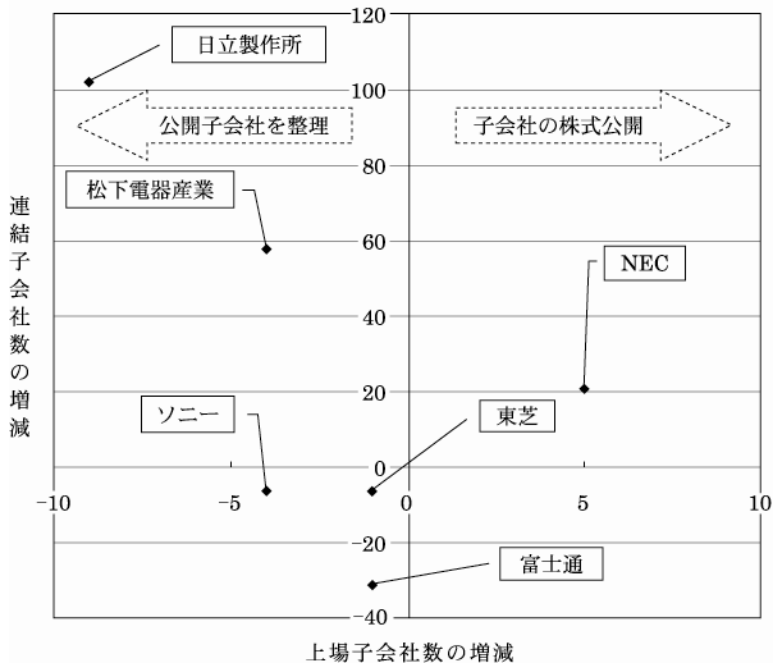 120
日立製作所
100
公開子会社を整理
子会社の株式公開
80
松下電器産業
60
NEC
40
20
ソニー
東芝
0
-10
-5
0
5
10
-20
富士通
-40
連結子会社数の増減
上場子会社数の増減